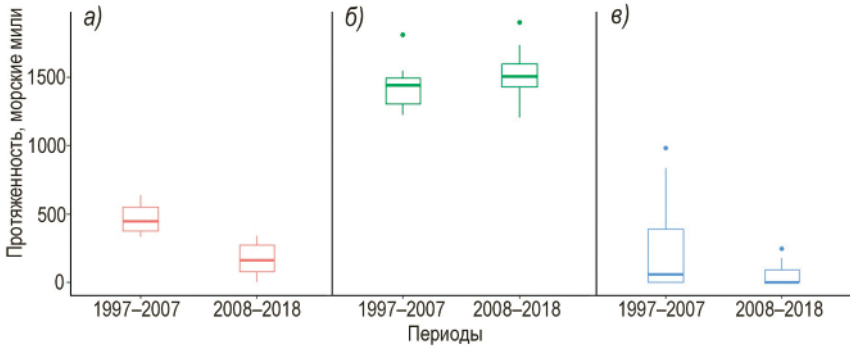 а) б) в)
Протяженность, морские мили
1500
1000
500
0
1997–2007 2008–2018 1997–2007 2008–2018 1997–2007 2008–2018
Периоды